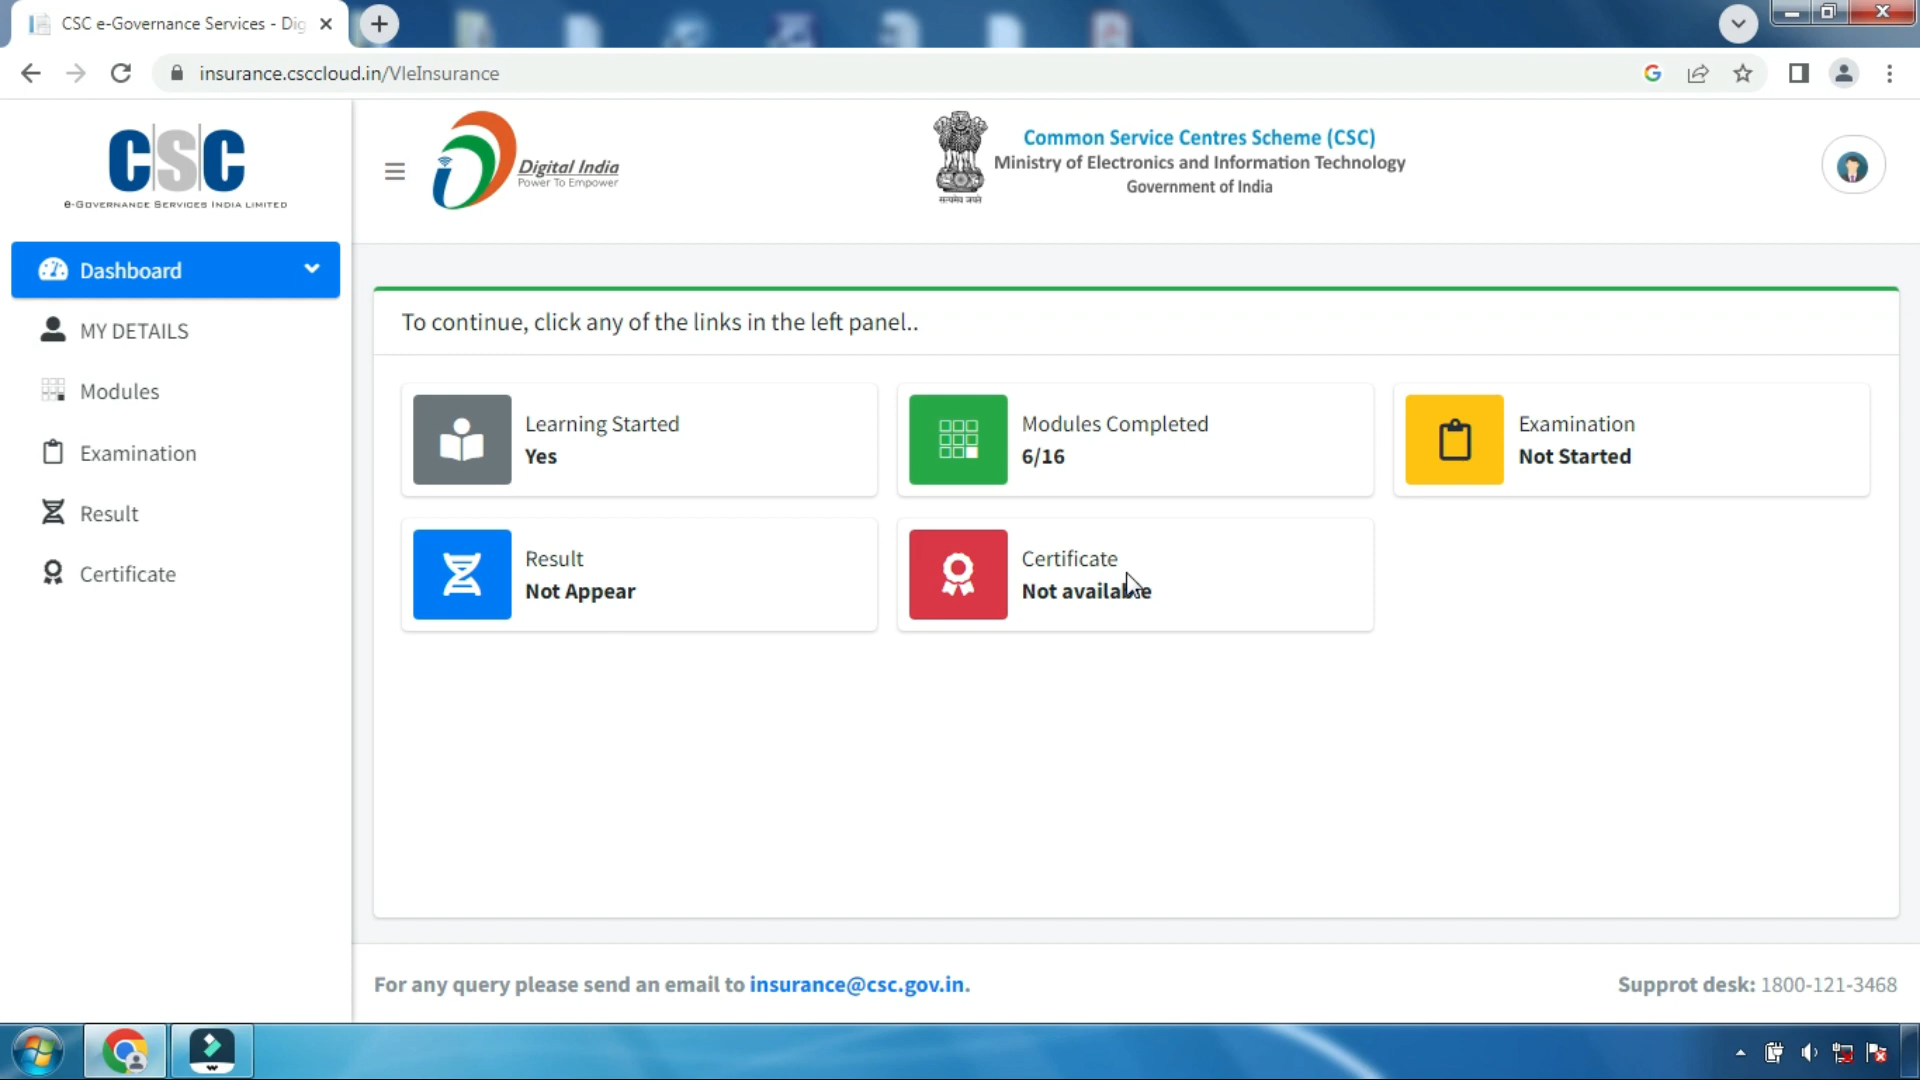 CSC e-Governance Services - Dig
insurance.csccloud.in/VleInsurance
CSC
e-GOVERNANCE SERVICES INDIA LIMITED
Digital India
Power To Empower
सत्यमेव जयते
Common Service Centres Scheme (CSC)
Ministry of Electronics and Information Technology
Government of India
Dashboard
MY DETAILS
Modules
Examination
Result
Certificate
To continue, click any of the links in the left panel..
Learning Started
Yes
Modules Completed
6/16
Examination
Not Started
Result
Not Appear
Certificate
Not available
For any query please send an email to insurance@csc.gov.in.
Supprot desk: 1800-121-3468